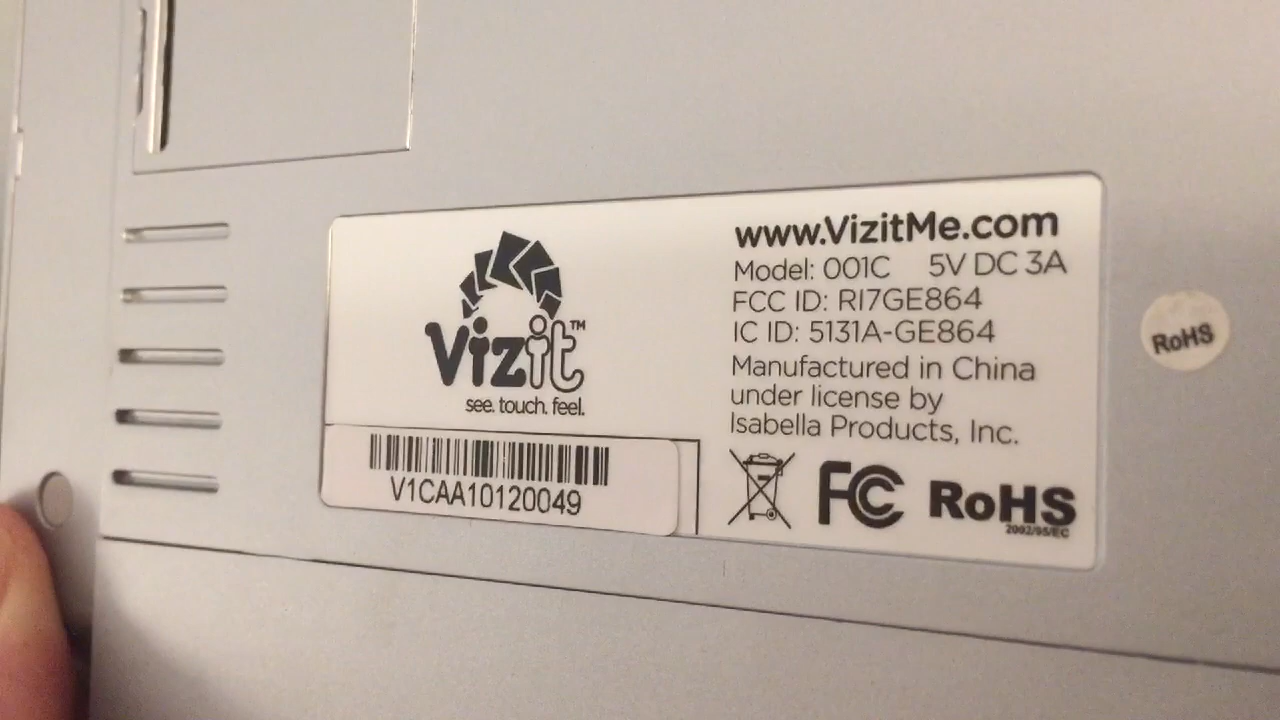 Vizit™
see. touch. feel.
V1CAA10120049
www.VizitMe.com
Model: 001C 5V DC 3A
FCC ID: RI7GE864
IC ID: 5131A-GE864
Manufactured in China
under license by
Isabella Products, Inc.
FC RoHS
2002/95/EC
RoHS